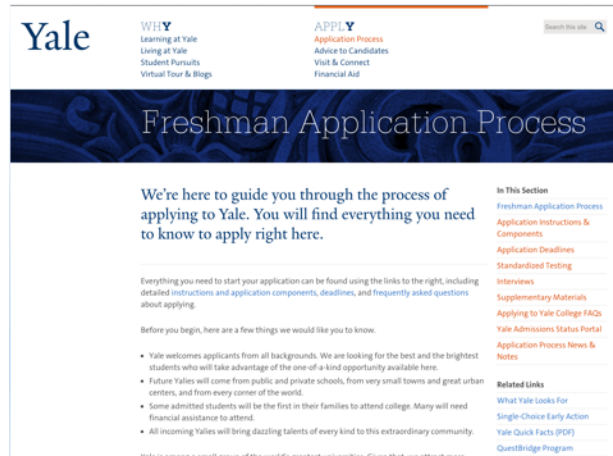 Yale
WHY
Learning at Yale
Living at Yale
Student Pursuits
Virtual Tour & Blogs
APPLY
Application Process
Advice to Candidates
Visit & Connect
Financial Aid
Search this site
Freshman Application Process
We're here to guide you through the process of
applying to Yale. You will find everything you need
to know to apply right here.
Everything you need to start your application can be found using the links to the right, including
detailed instructions and application components, deadlines, and frequently asked questions
about applying.
Before you begin, here are a few things we would like you to know.
• Yale welcomes applicants from all backgrounds. We are looking for the best and the brightest
students who will take advantage of the one-of-a-kind opportunity available here.
• Future Yalies will come from public and private schools, from very small towns and great urban
centers, and from every corner of the world.
• Some admitted students will be the first in their families to attend college. Many will need
financial assistance to attend.
• All incoming Yalies will bring dazzling talents of every kind to this extraordinary community.
In This Section
Freshman Application Process
Application Instructions &
Components
Application Deadlines
Standardized Testing
Interviews
Supplementary Materials
Applying to Yale College FAQs
Yale Admissions Status Portal
Application Process News &
Notes
Related Links
What Yale Looks For
Single-Choice Early Action
Yale Quick Facts (PDF)
QuestBridge Program